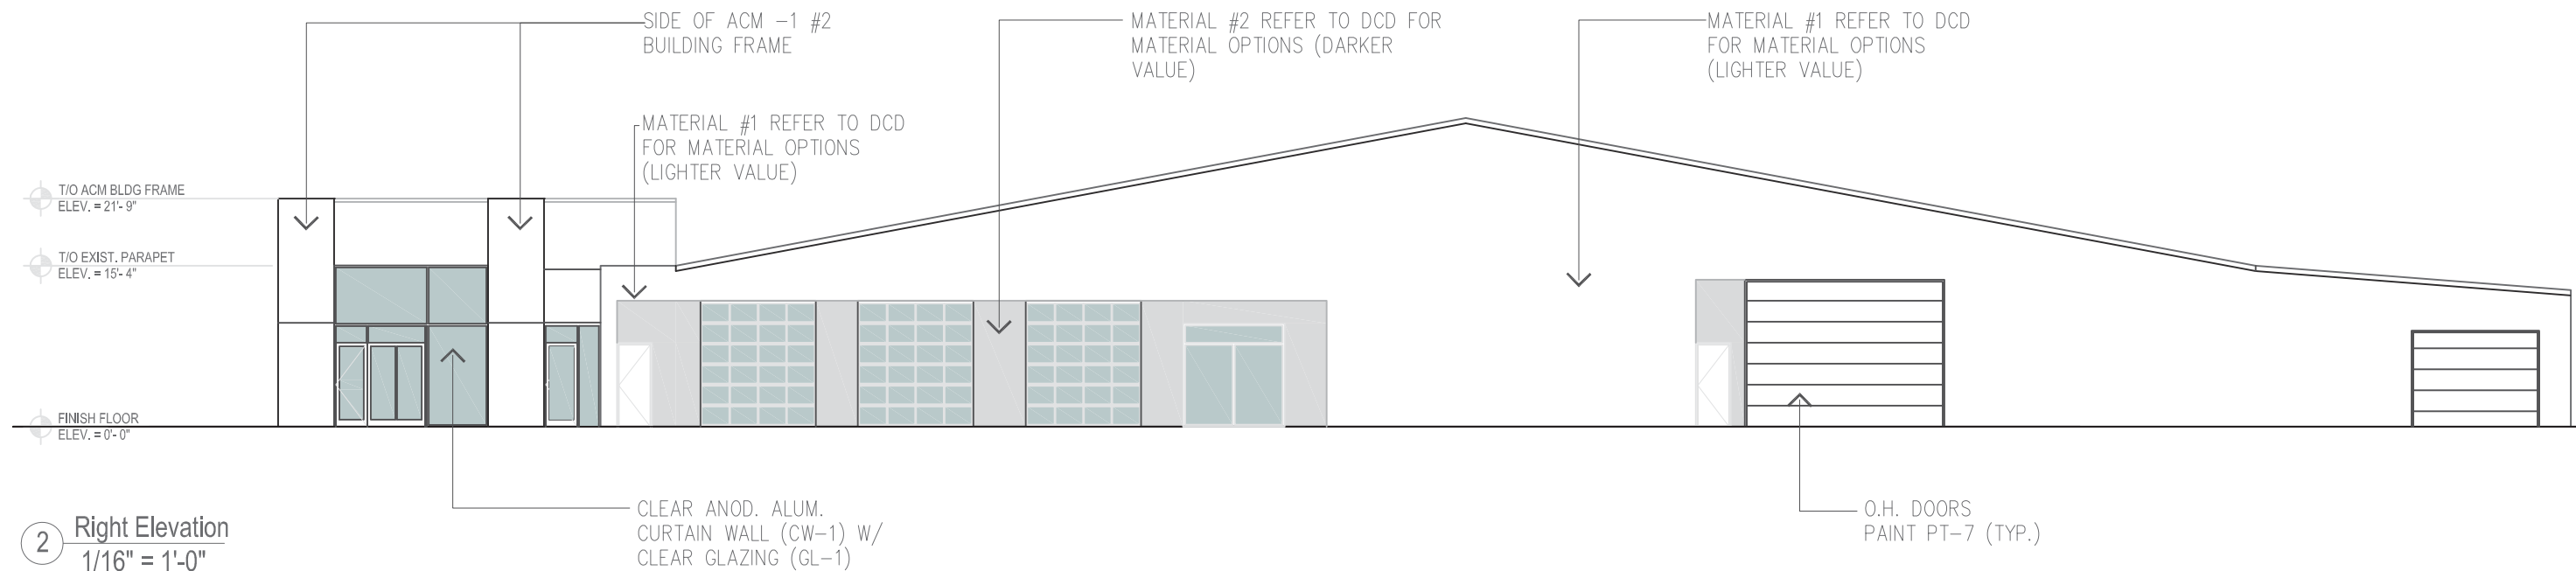 SIDE OF ACM -1 #2
BUILDING FRAME
MATERIAL #2 REFER TO DCD FOR
MATERIAL OPTIONS (DARKER
VALUE)
MATERIAL #1 REFER TO DCD
FOR MATERIAL OPTIONS
(LIGHTER VALUE)
MATERIAL #1 REFER TO DCD
FOR MATERIAL OPTIONS
(LIGHTER VALUE)
T/O ACM BLDG FRAME
ELEV. = 21'- 9"
T/O EXIST. PARAPET
ELEV. = 15'- 4"
FINISH FLOOR
ELEV. = 0'- 0"
CLEAR ANOD. ALUM.
CURTAIN WALL (CW-1) W/
CLEAR GLAZING (GL-1)
O.H. DOORS
PAINT PT-7 (TYP.)
2
Right Elevation
1/16" = 1'-0"